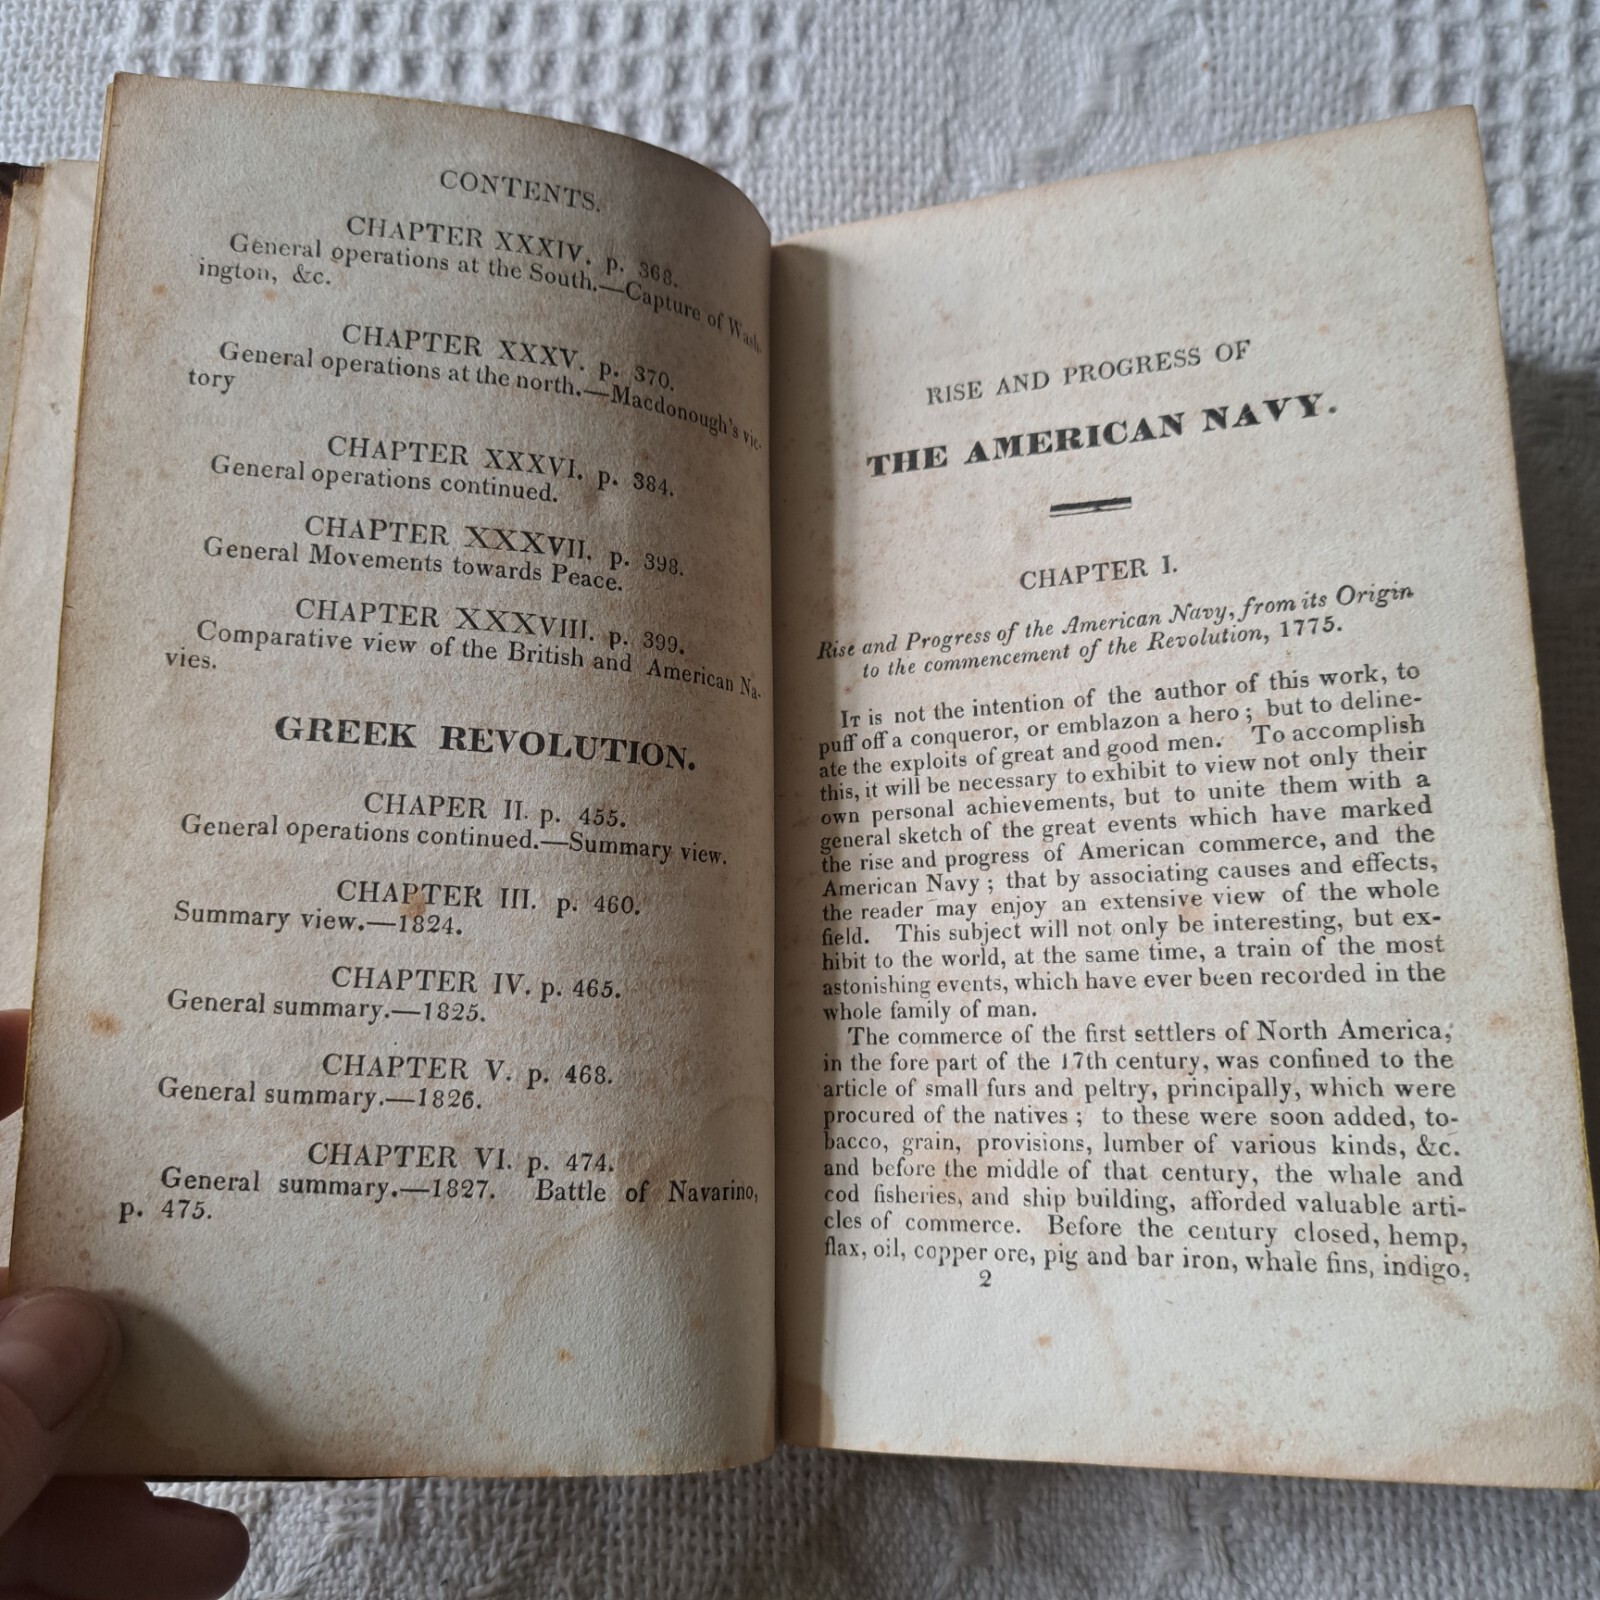 CONTENTS.
CHAPTER XXXIV. p. 368.
General operations at the South.—Capture of Wash-
ington, &c.
CHAPTER XXXV. p. 370.
General operations at the north.—Macdonough's vic-
tory
CHAPTER XXXVI. p. 384.
General operations continued.
CHAPTER XXXVII. p. 398.
General Movements towards Peace.
CHAPTER XXXVIII. p. 399.
Comparative view of the British and American Na-
vies.
GREEK REVOLUTION.
CHAPER II. p. 455.
General operations continued.—Summary view.
CHAPTER III. p. 460.
Summary view.—1824.
CHAPTER IV. p. 465.
General summary.—1825.
CHAPTER V. p. 468.
General summary.—1826.
CHAPTER VI. p. 474.
General summary.—1827. Battle of Navarino,
p. 475.
RISE AND PROGRESS OF
THE AMERICAN NAVY.
CHAPTER I.
Rise and Progress of the American Navy, from its Origin
to the commencement of the Revolution, 1775.
IT is not the intention of the author of this work, to
puff off a conqueror, or emblazon a hero; but to deline-
ate the exploits of great and good men. To accomplish
this, it will be necessary to exhibit to view not only their
own personal achievements, but to unite them with a
general sketch of the great events which have marked
the rise and progress of American commerce, and the
American Navy; that by associating causes and effects,
the reader may enjoy an extensive view of the whole
field. This subject will not only be interesting, but ex-
hibit to the world, at the same time, a train of the most
astonishing events, which have ever been recorded in the
whole family of man.
The commerce of the first settlers of North America,
in the fore part of the 17th century, was confined to the
article of small furs and peltry, principally, which were
procured of the natives; to these were soon added, to-
bacco, grain, provisions, lumber of various kinds, &c.
and before the middle of that century, the whale and
cod fisheries, and ship building, afforded valuable arti-
cles of commerce. Before the century closed, hemp,
flax, oil, copper ore, pig and bar iron, whale fins, indigo,
2